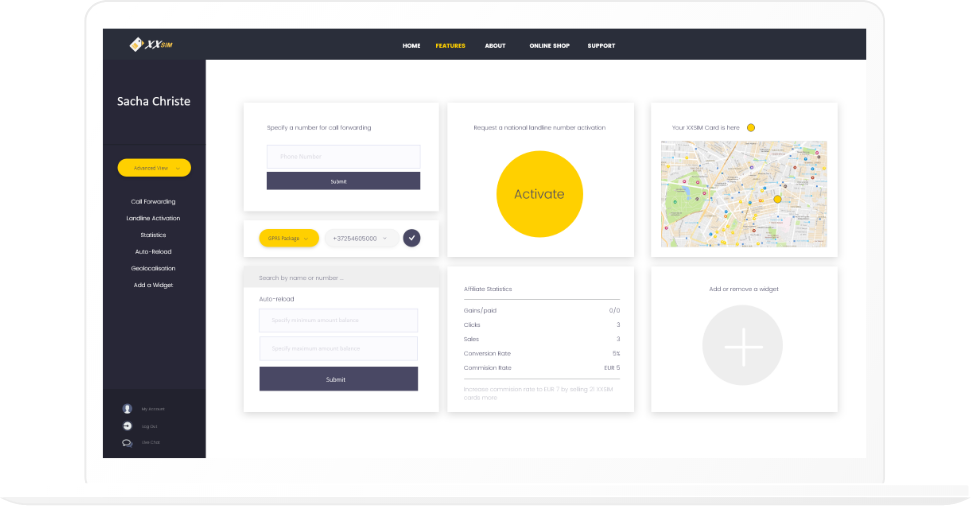 XXSIM
HOME FEATURES ABOUT ONLINE SHOP SUPPORT
Sacha Christe
Advanced View
Call Forwarding
Landline Activation
Statistics
Auto-Reload
Geolocalisation
Add a Widget
My Account
Log Out
Live Chat
Specify a number for call forwarding
Phone Number
Submit
GPRS Package
+37254605000
Search by name or number ...
Auto-reload
Specify minimum account balance
Specify maximum account balance
Submit
Request a national landline number activation
Activate
Affiliate Statistics
Gains/paid 0/0
Clicks 3
Sales 3
Conversion Rate 5%
Commision Rate EUR 5
Increase commision rate to EUR 7 by selling 21 XXSIM
cards more
Your XXSIM Card is here
Add or remove a widget